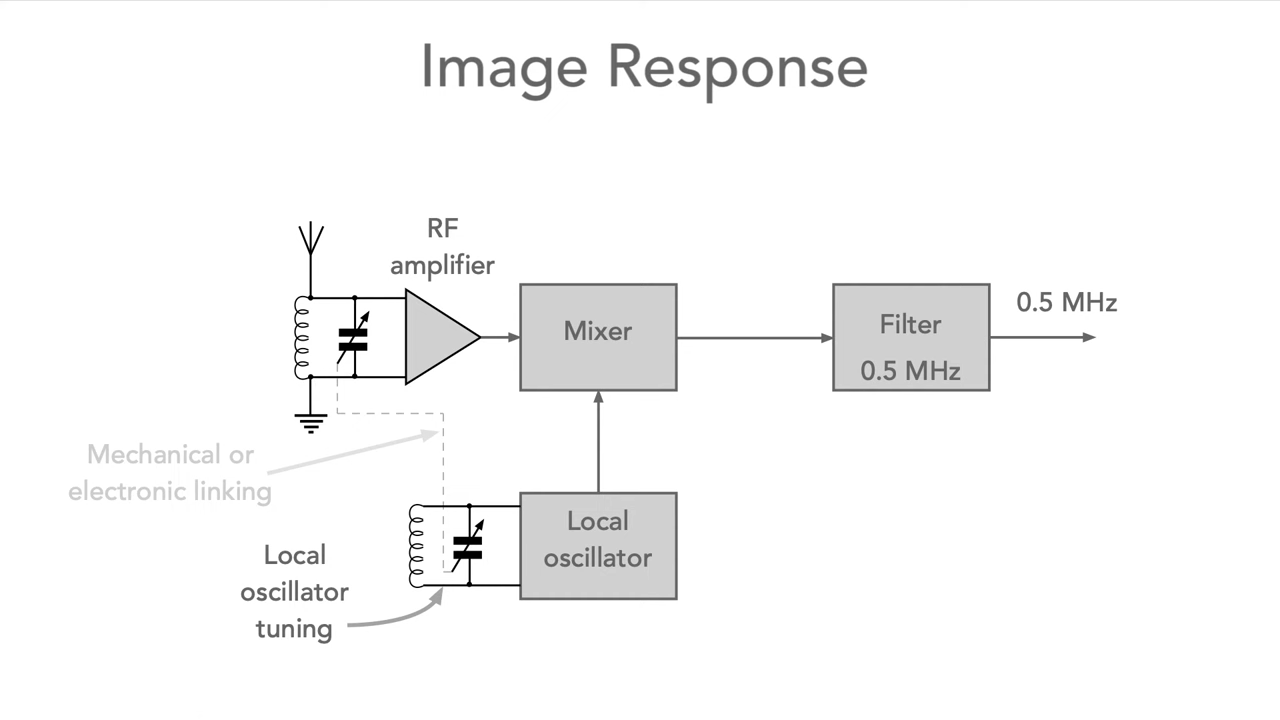 Image Response
RF
amplifier
Mixer
Filter
0.5 MHz
0.5 MHz
Mechanical or
electronic linking
Local
oscillator
Local
oscillator
tuning